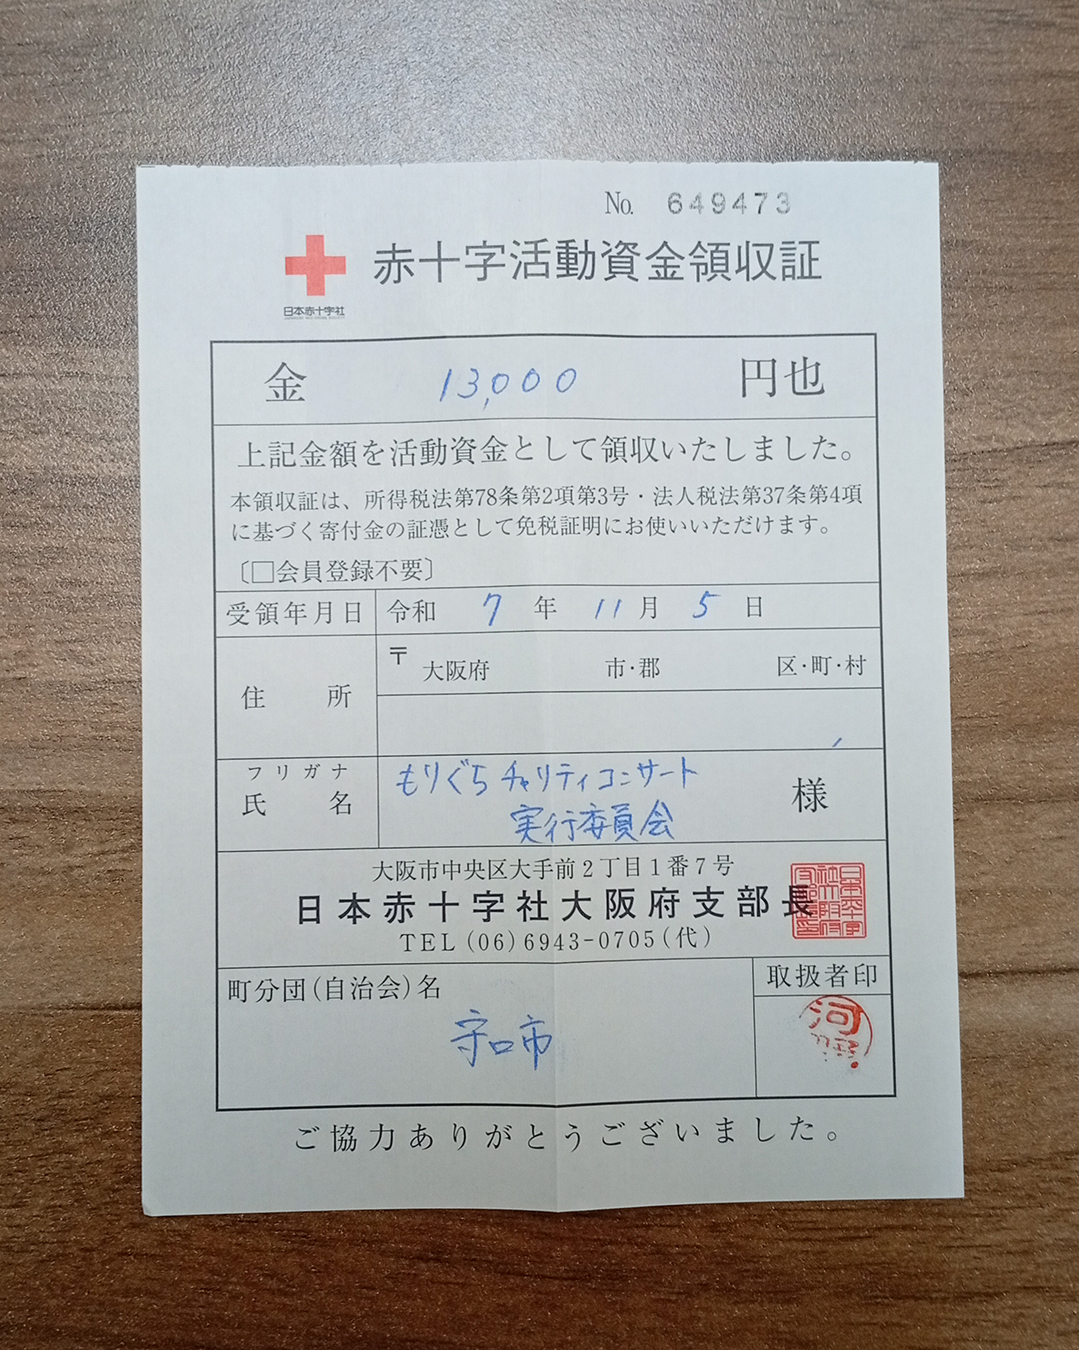 No. 649473
赤十字活動資金領収証
日本赤十字社
金 13,000 円也
上記金額を活動資金として領収いたしました。
本領収証は、所得税法第78条第2項第3号・法人税法第37条第4項
に基づく寄付金の証憑として免税証明にお使いいただけます。
〔□会員登録不要〕
受領年月日 令和 7 年 11 月 5 日
住所 〒 大阪府 市・郡 区・町・村
フリガナ
氏名 もりぐちチャリティコンサート
実行委員会 様
大阪市中央区大手前2丁目1番7号
日本赤十字社大阪府支部長
TEL(06)6943-0705(代)
町分団(自治会)名 取扱者印
守口市
河
ご協力ありがとうございました。